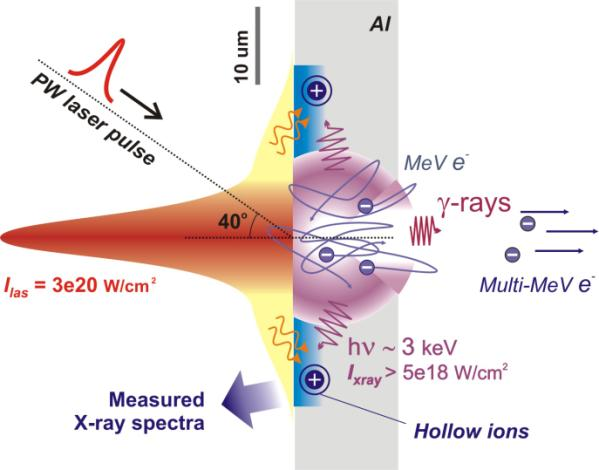 Al
10 um
PW laser pulse
MeV e⁻
40°
γ-rays
I_las = 3e20 W/cm²
Multi-MeV e⁻
hν ~ 3 keV
I_xray > 5e18 W/cm²
Measured
X-ray spectra
Hollow ions
+
−
−
−
−
−
+